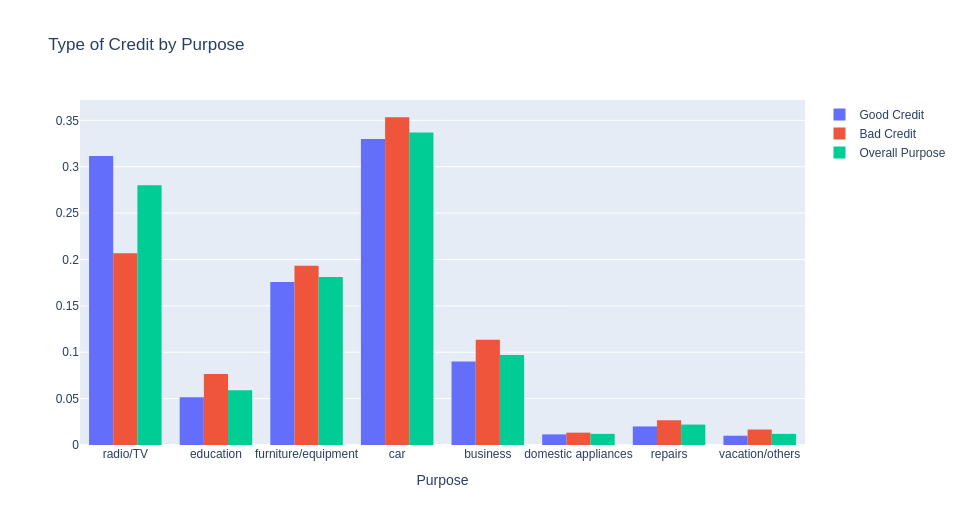 Type of Credit by Purpose
Good Credit
Bad Credit
Overall Purpose
0.35
0.3
0.25
0.2
0.15
0.1
0.05
0
radio/TV education furniture/equipment car business domestic appliances repairs vacation/others
Purpose